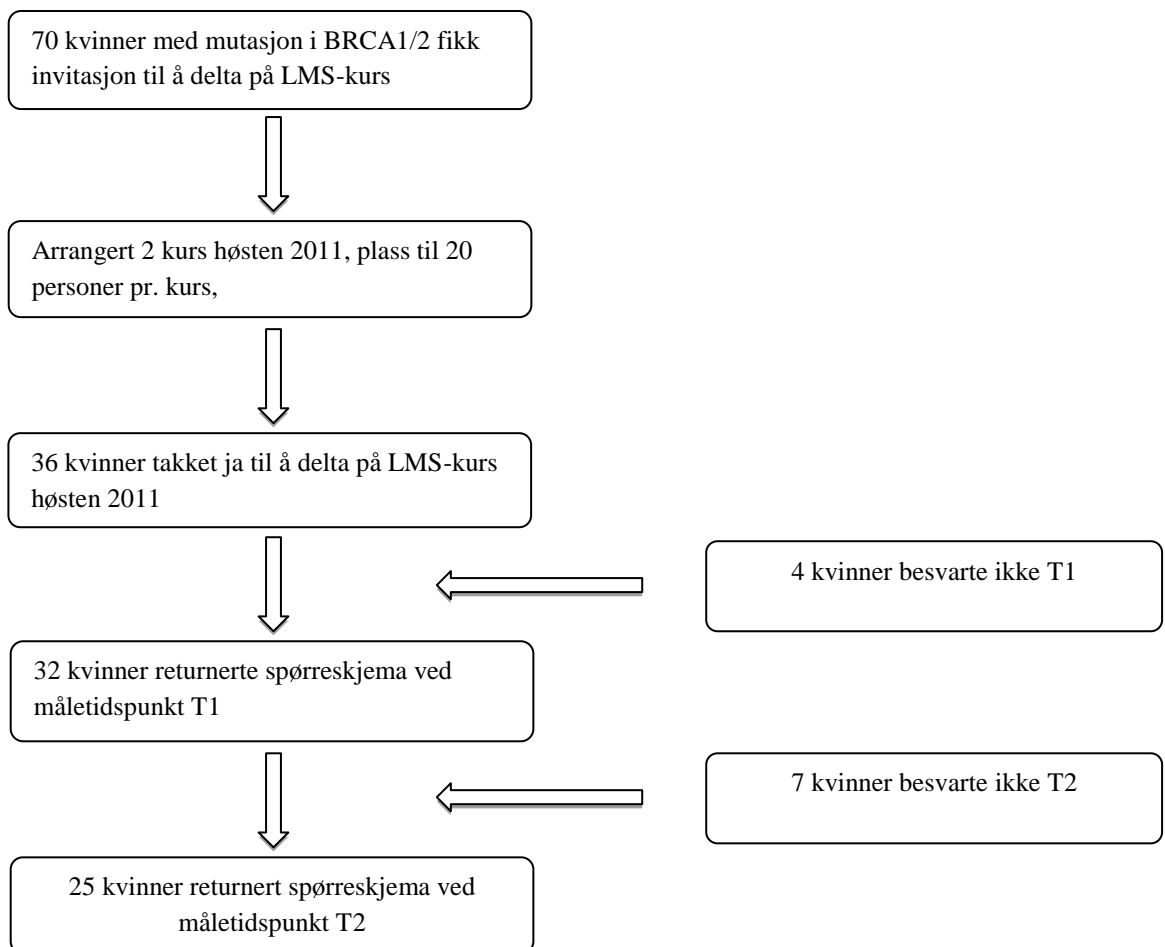 70 kvinner med mutasjon i BRCA1/2 fikk
invitasjon til å delta på LMS-kurs
Arrangert 2 kurs høsten 2011, plass til 20
personer pr. kurs,
36 kvinner takket ja til å delta på LMS-kurs
høsten 2011
4 kvinner besvarte ikke T1
32 kvinner returnerte spørreskjema ved
måletidspunkt T1
7 kvinner besvarte ikke T2
25 kvinner returnert spørreskjema ved
måletidspunkt T2